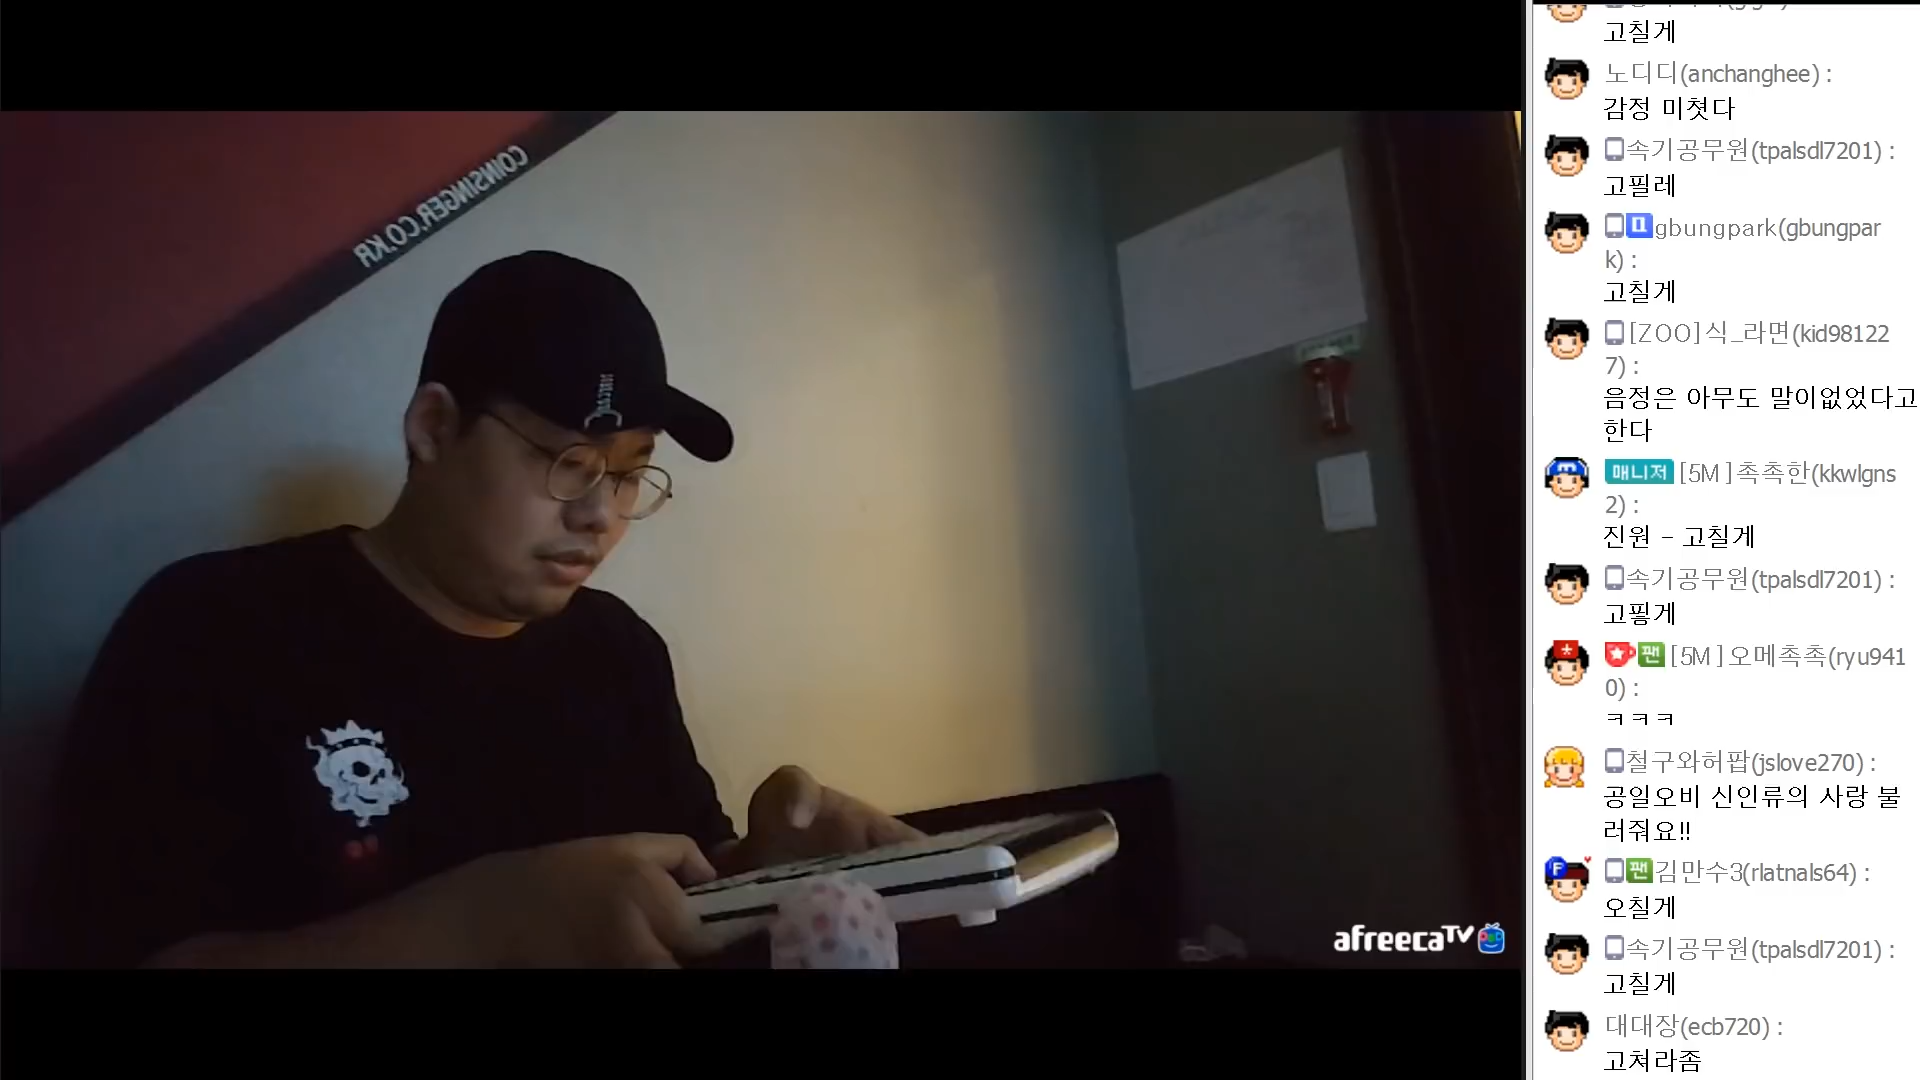 COINSINGER.CO.KR
afreecaTV
고칠게
노디디(anchanghee) :
감정 미쳣다
속기공무원(tpalsdl7201) :
고필레
gbungpark(gbungpar
k) :
고칠게
[ZOO]식_라면(kid98122
7) :
음정은 아무도 말이없었다고
한다
매니저 [5M]촉촉한(kkwlgns
2) :
진원 - 고칠게
속기공무원(tpalsdl7201) :
고핗게
팬 [5M]오메촉촉(ryu941
0) :
ㅋㅋㅋ
철구와허팝(jslove270) :
공일오비 신인류의 사랑 불
러줘요!!
팬 김만수3(rlatnals64) :
오칠게
속기공무원(tpalsdl7201) :
고칠게
대대장(ecb720) :
고쳐라좀